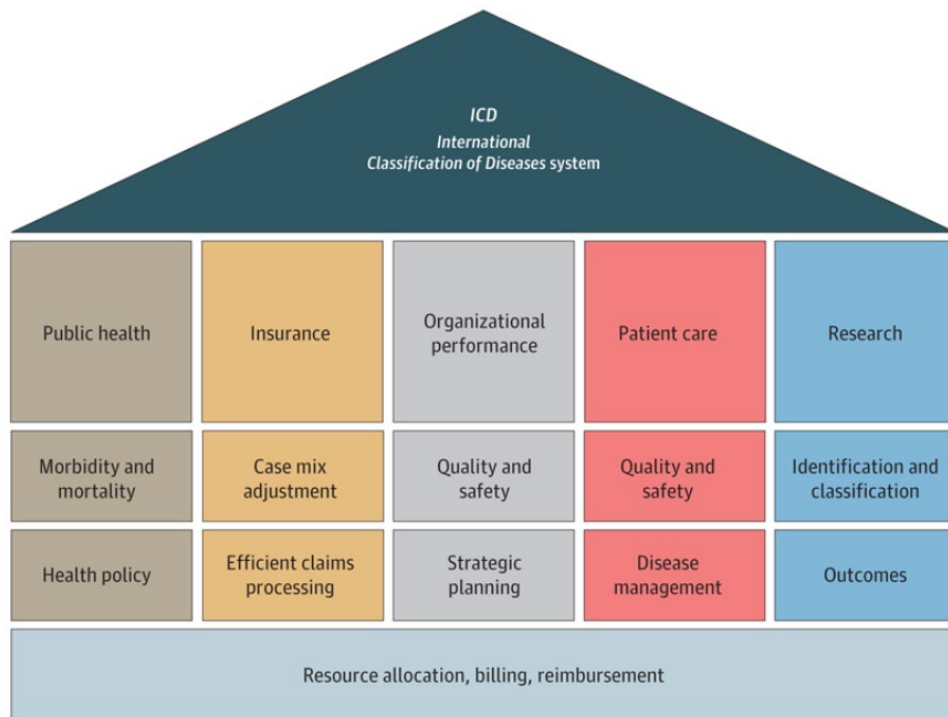 ICD
International
Classification of Diseases system
Public health
Insurance
Organizational
performance
Patient care
Research
Morbidity and
mortality
Case mix
adjustment
Quality and
safety
Quality and
safety
Identification and
classification
Health policy
Efficient claims
processing
Strategic
planning
Disease
management
Outcomes
Resource allocation, billing, reimbursement